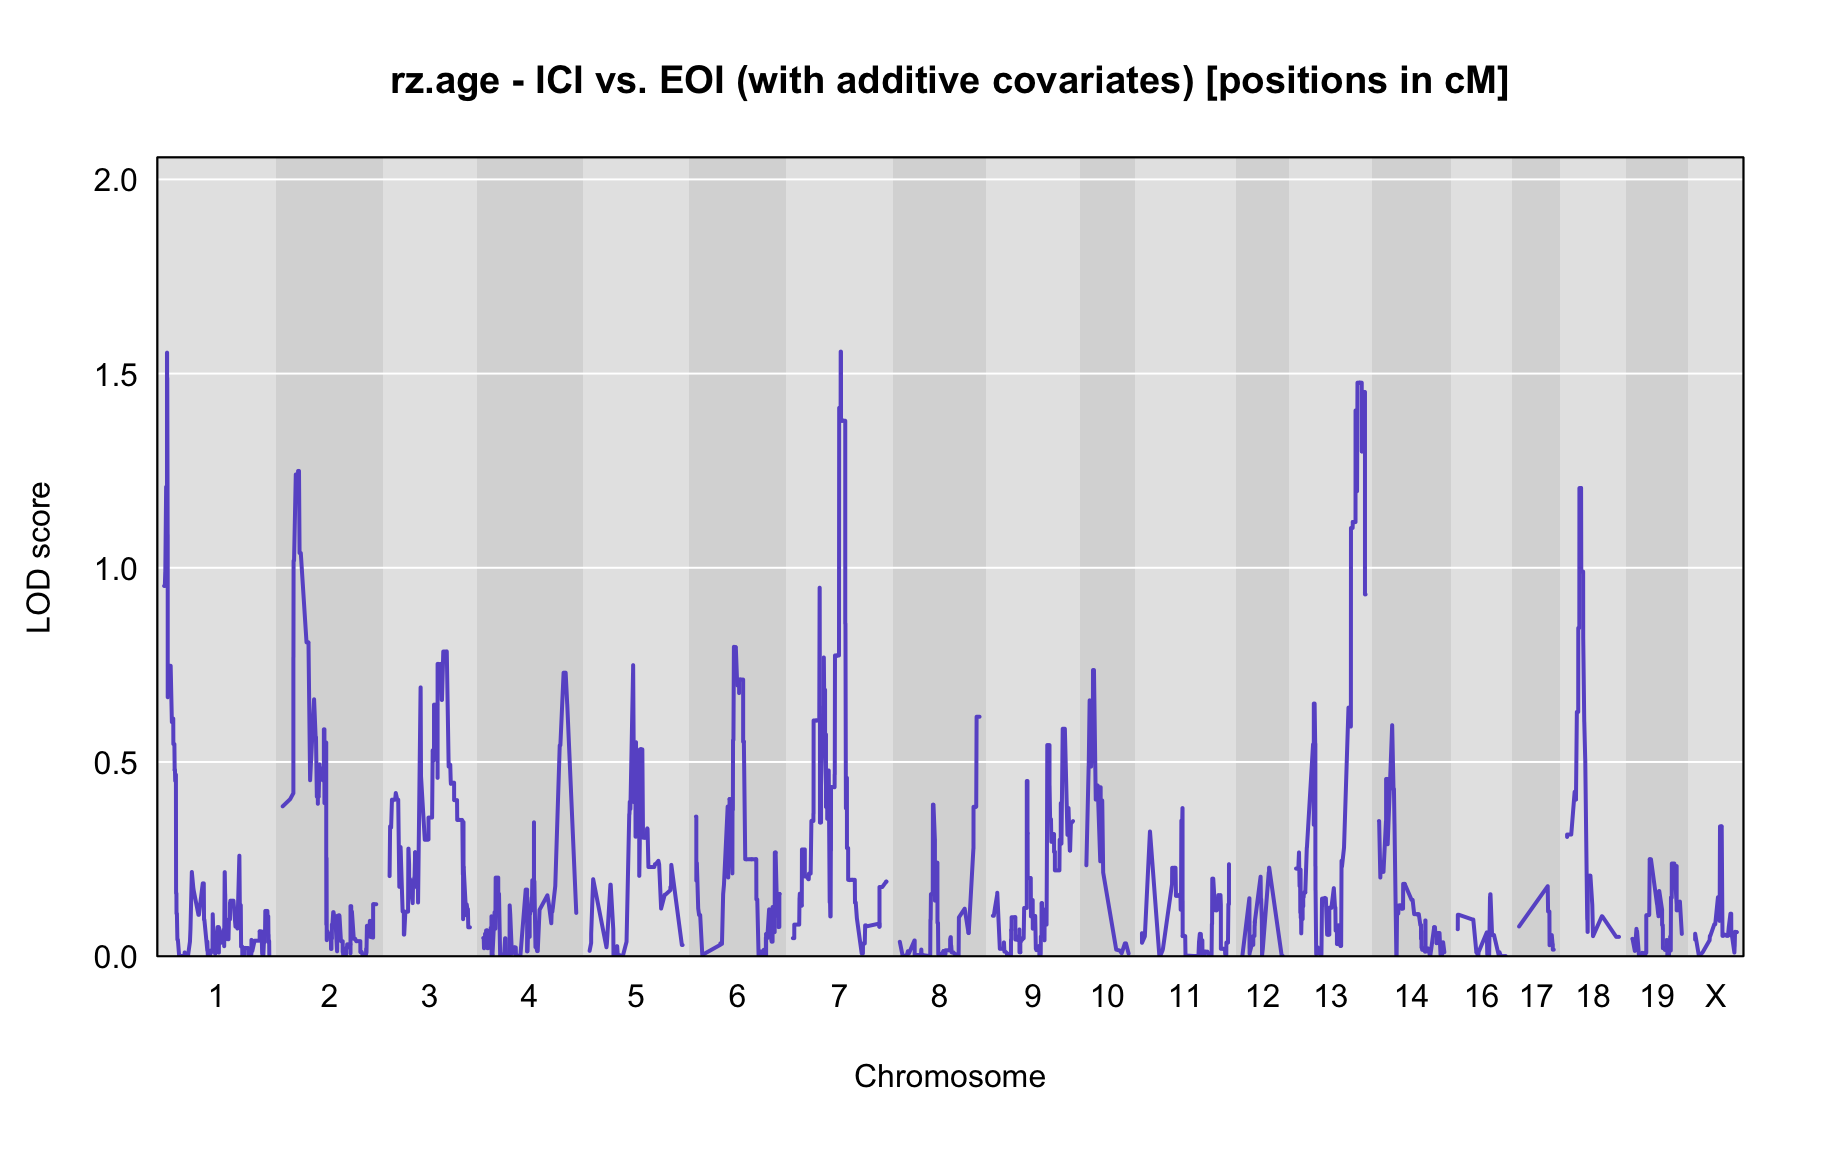 rz.age - ICI vs. EOI (with additive covariates) [positions in cM]
2.0
1.5
1.0
0.5
0.0
LOD score
1 2 3 4 5 6 7 8 9 10 11 12 13 14 16 17 18 19 X
Chromosome